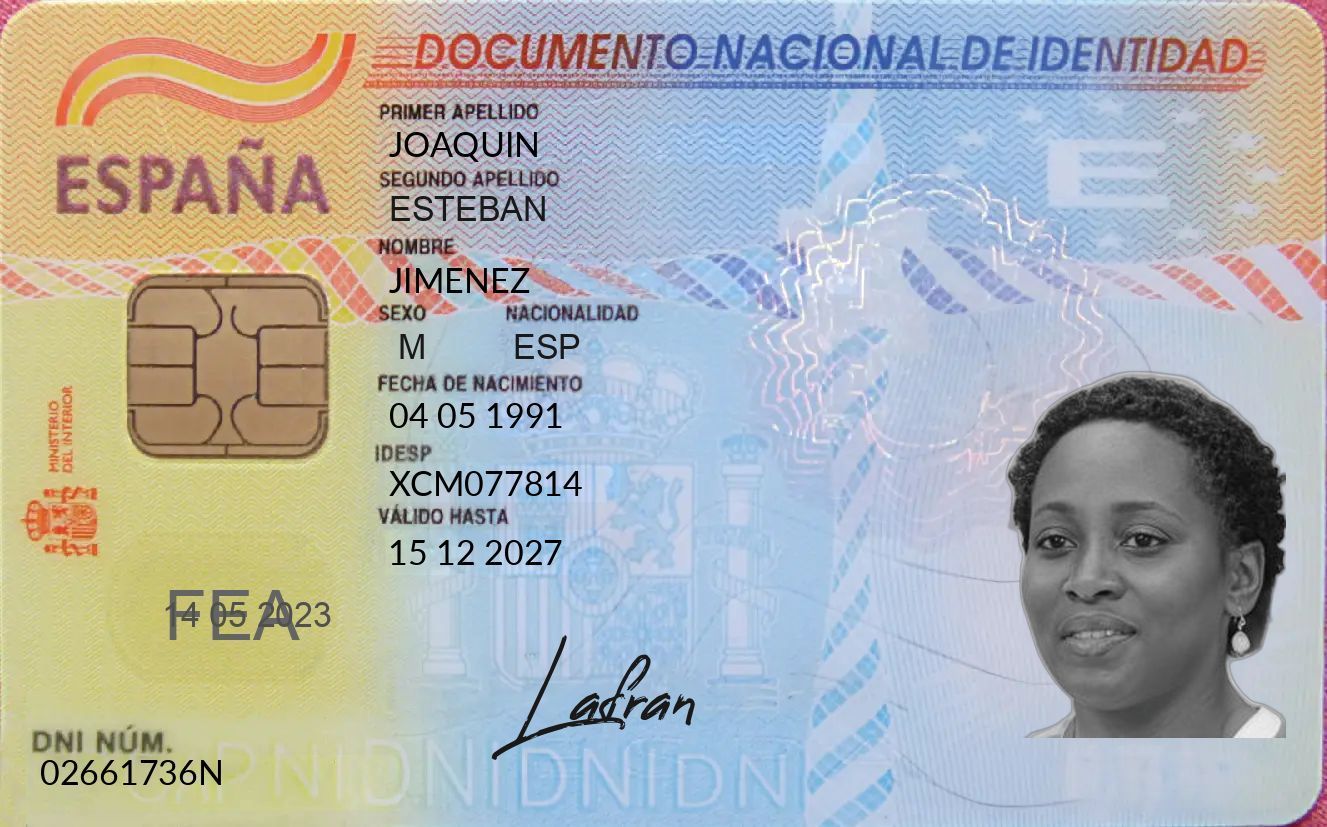 DOCUMENTO NACIONAL DE IDENTIDAD
ESPAÑA
PRIMER APELLIDO
JOAQUIN
SEGUNDO APELLIDO
ESTEBAN
NOMBRE
JIMENEZ
SEXO NACIONALIDAD
M ESP
FECHA DE NACIMIENTO
04 05 1991
IDESP
XCM077814
VÁLIDO HASTA
15 12 2027
MINISTERIO
DEL INTERIOR
E
FEA
14 05 2023
Lafran
DNI NÚM.
02661736N
DNIDNIDNIDN